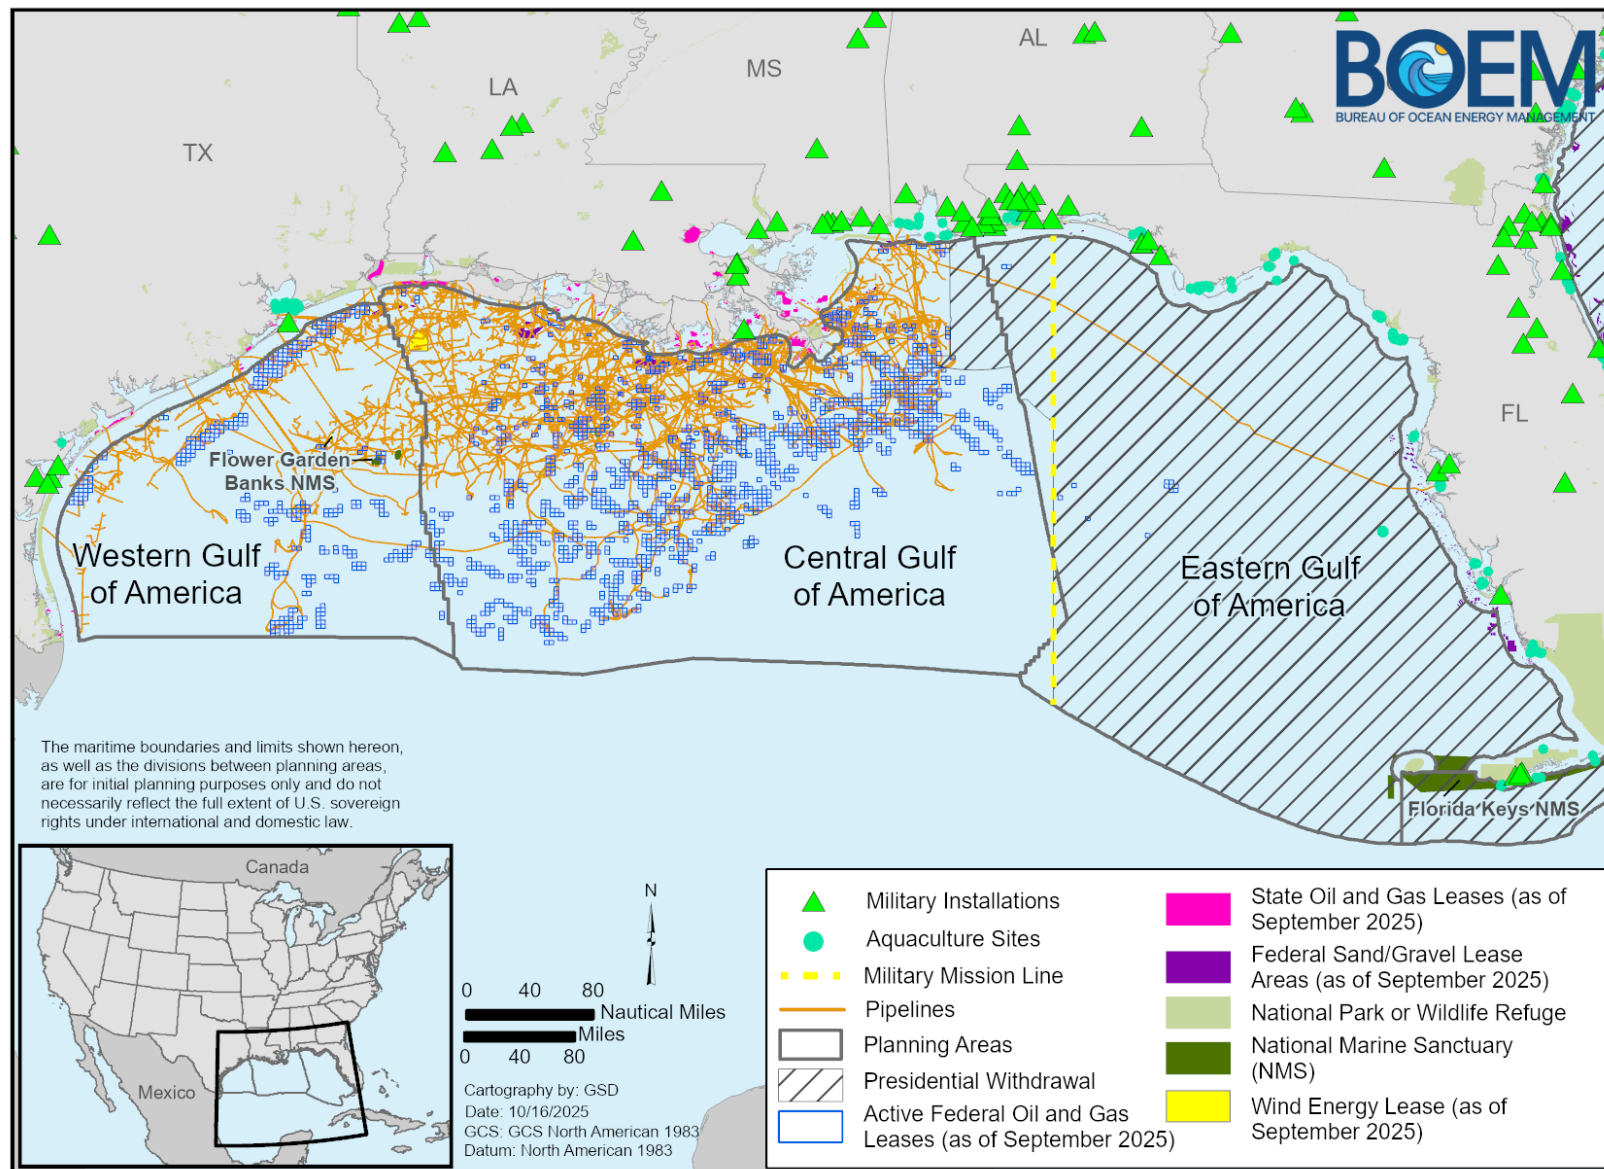 BOEM
BUREAU OF OCEAN ENERGY MANAGEMENT
TX
LA
MS
AL
FL
Flower Garden
Banks NMS
Western Gulf
of America
Central Gulf
of America
Eastern Gulf
of America
Florida Keys NMS
The maritime boundaries and limits shown hereon,
as well as the divisions between planning areas,
are for initial planning purposes only and do not
necessarily reflect the full extent of U.S. sovereign
rights under international and domestic law.
Canada
Mexico
N
0 40 80
Nautical Miles
Miles
0 40 80
Cartography by: GSD
Date: 10/16/2025
GCS: GCS North American 1983
Datum: North American 1983
Military Installations
Aquaculture Sites
Military Mission Line
Pipelines
Planning Areas
Presidential Withdrawal
Active Federal Oil and Gas
Leases (as of September 2025)
State Oil and Gas Leases (as of
September 2025)
Federal Sand/Gravel Lease
Areas (as of September 2025)
National Park or Wildlife Refuge
National Marine Sanctuary
(NMS)
Wind Energy Lease (as of
September 2025)